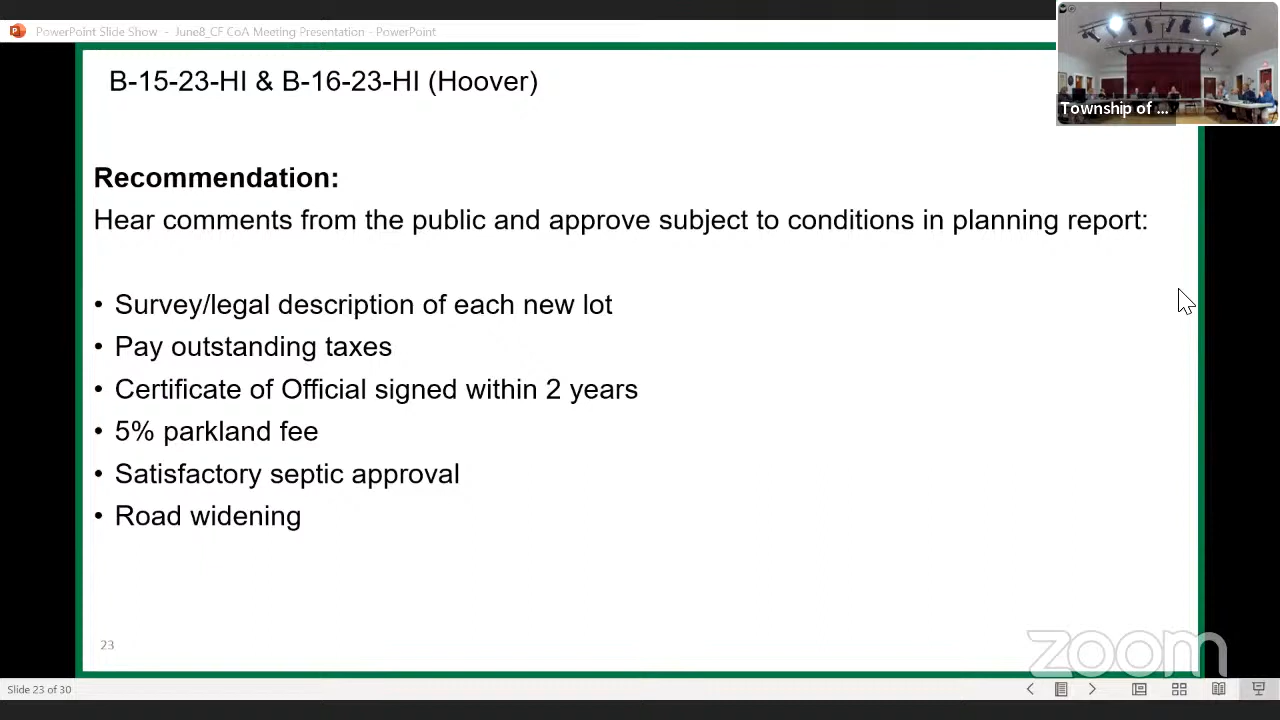 PowerPoint Slide Show - June8_CF CoA Meeting Presentation - PowerPoint
Township of ...
B-15-23-HI & B-16-23-HI (Hoover)
Recommendation:
Hear comments from the public and approve subject to conditions in planning report:
• Survey/legal description of each new lot
• Pay outstanding taxes
• Certificate of Official signed within 2 years
• 5% parkland fee
• Satisfactory septic approval
• Road widening
23
zoom
Slide 23 of 30